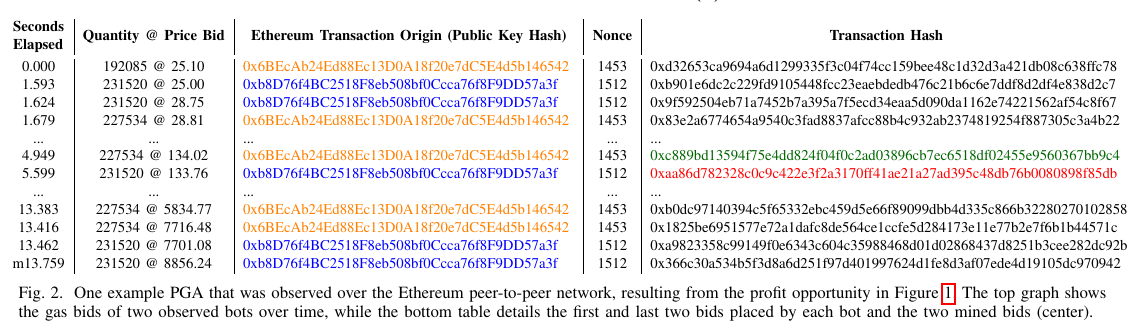 Seconds Elapsed | Quantity @ Price Bid | Ethereum Transaction Origin (Public Key Hash) | Nonce | Transaction Hash
0.000 | 192085 @ 25.10 | 0x6BEcAb24Ed88Ec13D0A18f20e7dC5E4d5b146542 | 1453 | 0xd32653ca9694a6d1299335f3c04f74cc159bee48c1d32d3a421db08c638ffc78
1.593 | 231520 @ 25.00 | 0xb8D76f4BC2518F8eb508bf0Ccca76f8F9DD57a3f | 1512 | 0xb901e6dc2c229fd9105448fcc23eaebdedb476c21b6c6e7ddf8d2df4e838d2c7
1.624 | 231520 @ 28.75 | 0xb8D76f4BC2518F8eb508bf0Ccca76f8F9DD57a3f | 1512 | 0x9f592504eb71a7452b7a395a7f5ecd34eaa5d090da1162e74221562af54c8f67
1.679 | 227534 @ 28.81 | 0x6BEcAb24Ed88Ec13D0A18f20e7dC5E4d5b146542 | 1453 | 0x83e2a6774654a9540c3fad8837afcc88b4c932ab2374819254f887305c3a4b22
... | ... | ... | ... | ...
4.949 | 227534 @ 134.02 | 0x6BEcAb24Ed88Ec13D0A18f20e7dC5E4d5b146542 | 1453 | 0xc889bd13594f75e4dd824f04f0c2ad03896cb7ec6518df02455e9560367bb9c4
5.599 | 231520 @ 133.76 | 0xb8D76f4BC2518F8eb508bf0Ccca76f8F9DD57a3f | 1512 | 0xaa86d782328c0c9c422e3f2a3170ff41ae21a27ad395c48db76b0080898f85db
... | ... | ... | ... | ...
13.383 | 227534 @ 5834.77 | 0x6BEcAb24Ed88Ec13D0A18f20e7dC5E4d5b146542 | 1453 | 0xb0dc97140394c5f65332ebc459d5e66f89099dbb4d335c866b32280270102858
13.416 | 227534 @ 7716.48 | 0x6BEcAb24Ed88Ec13D0A18f20e7dC5E4d5b146542 | 1453 | 0x1825be6951577e72a1dafc8de564ce1ccfe5d284173e11e77b2e7f6b1b44571c
13.462 | 231520 @ 7701.08 | 0xb8D76f4BC2518F8eb508bf0Ccca76f8F9DD57a3f | 1512 | 0xa9823358c99149f0e6343c604c35988468d01d02868437d8251b3cee282dc92b
m13.759 | 231520 @ 8856.24 | 0xb8D76f4BC2518F8eb508bf0Ccca76f8F9DD57a3f | 1512 | 0x366c30a534b5f3d8a6d251f97d401997624d1fe8d3af07ede4d19105dc970942
Fig. 2. One example PGA that was observed over the Ethereum peer-to-peer network, resulting from the profit opportunity in Figure 1. The top graph shows
the gas bids of two observed bots over time, while the bottom table details the first and last two bids placed by each bot and the two mined bids (center).